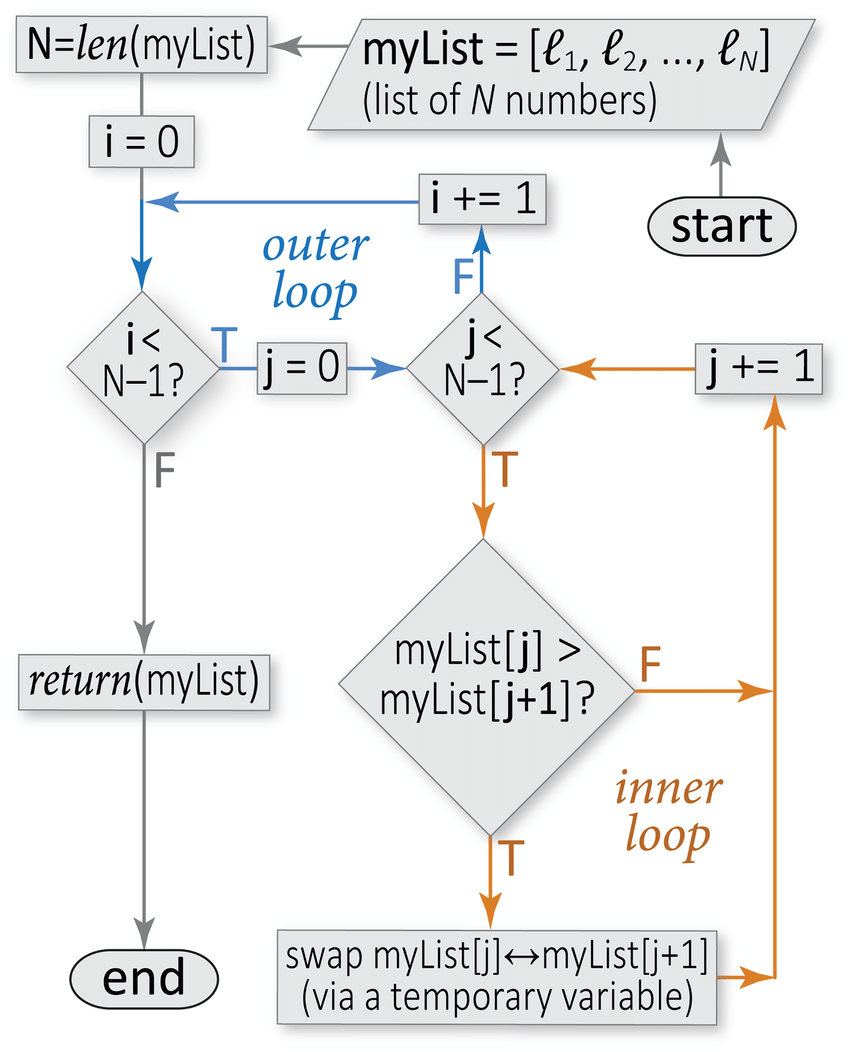 start
myList = [ℓ1, ℓ2, ..., ℓN]
(list of N numbers)
N=len(myList)
i = 0
i += 1
outer
loop
i<
N–1?
T
j = 0
F
j<
N–1?
j += 1
F
T
myList[j] >
myList[j+1]?
F
inner
loop
T
swap myList[j]↔myList[j+1]
(via a temporary variable)
return(myList)
end